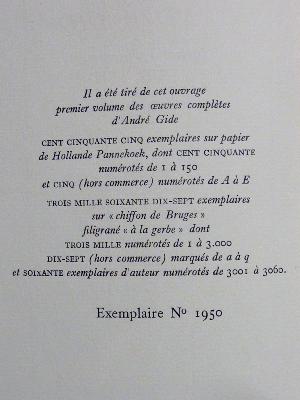 Il a été tiré de cet ouvrage
premier volume des œuvres complètes
d'André Gide
CENT CINQUANTE CINQ exemplaires sur papier
de Hollande Pannekoek, dont CENT CINQUANTE
numérotés de 1 à 150
et CINQ (hors commerce) numérotés de A à E
TROIS MILLE SOIXANTE DIX-SEPT exemplaires
sur « chiffon de Bruges »
filigrané « à la gerbe » dont
TROIS MILLE numérotés de 1 à 3.000
DIX-SEPT (hors commerce) marqués de a à q
et SOIXANTE exemplaires d'auteur numérotés de 3001 à 3060.
Exemplaire Nº 1950